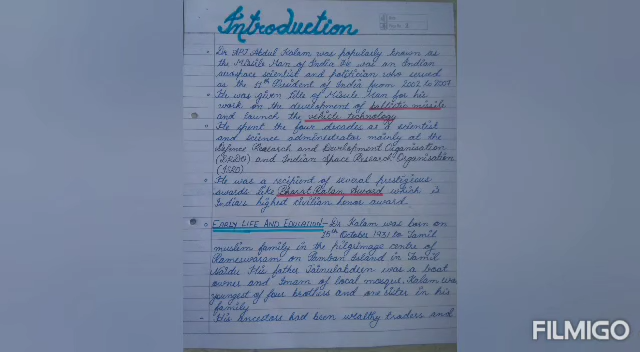 Introduction
Dr. APJ Abdul Kalam was popularly known as
the Missile Man of India. He was an Indian
aerospace scientist and politician who served
as the 11th President of India from 2002 to 2007
He was given title of Missile Man for his
work on the development of ballistic missile
and launch the vehicle technology
He spent the four decades as a scientist
and science administrator mainly at the
Defence Research and Development Organisation
(DRDO) and Indian Space Research Organisation
(ISRO)
He was a recipient of several prestigious
awards like Bharat Ratan Award which is
India's highest civilian honor award.
EARLY LIFE AND EDUCATION - Dr. Kalam was born on
15th October 1931 to Tamil
muslim family in the pilgrimage centre of
Rameswaram on Pamban Island in Tamil
Nadu. His father Jainulabdeen was a boat
owner and Imam of local mosque. Kalam was
youngest of four brothers and one sister in his
family
His ancestors had been wealthy traders and
FILMIGO